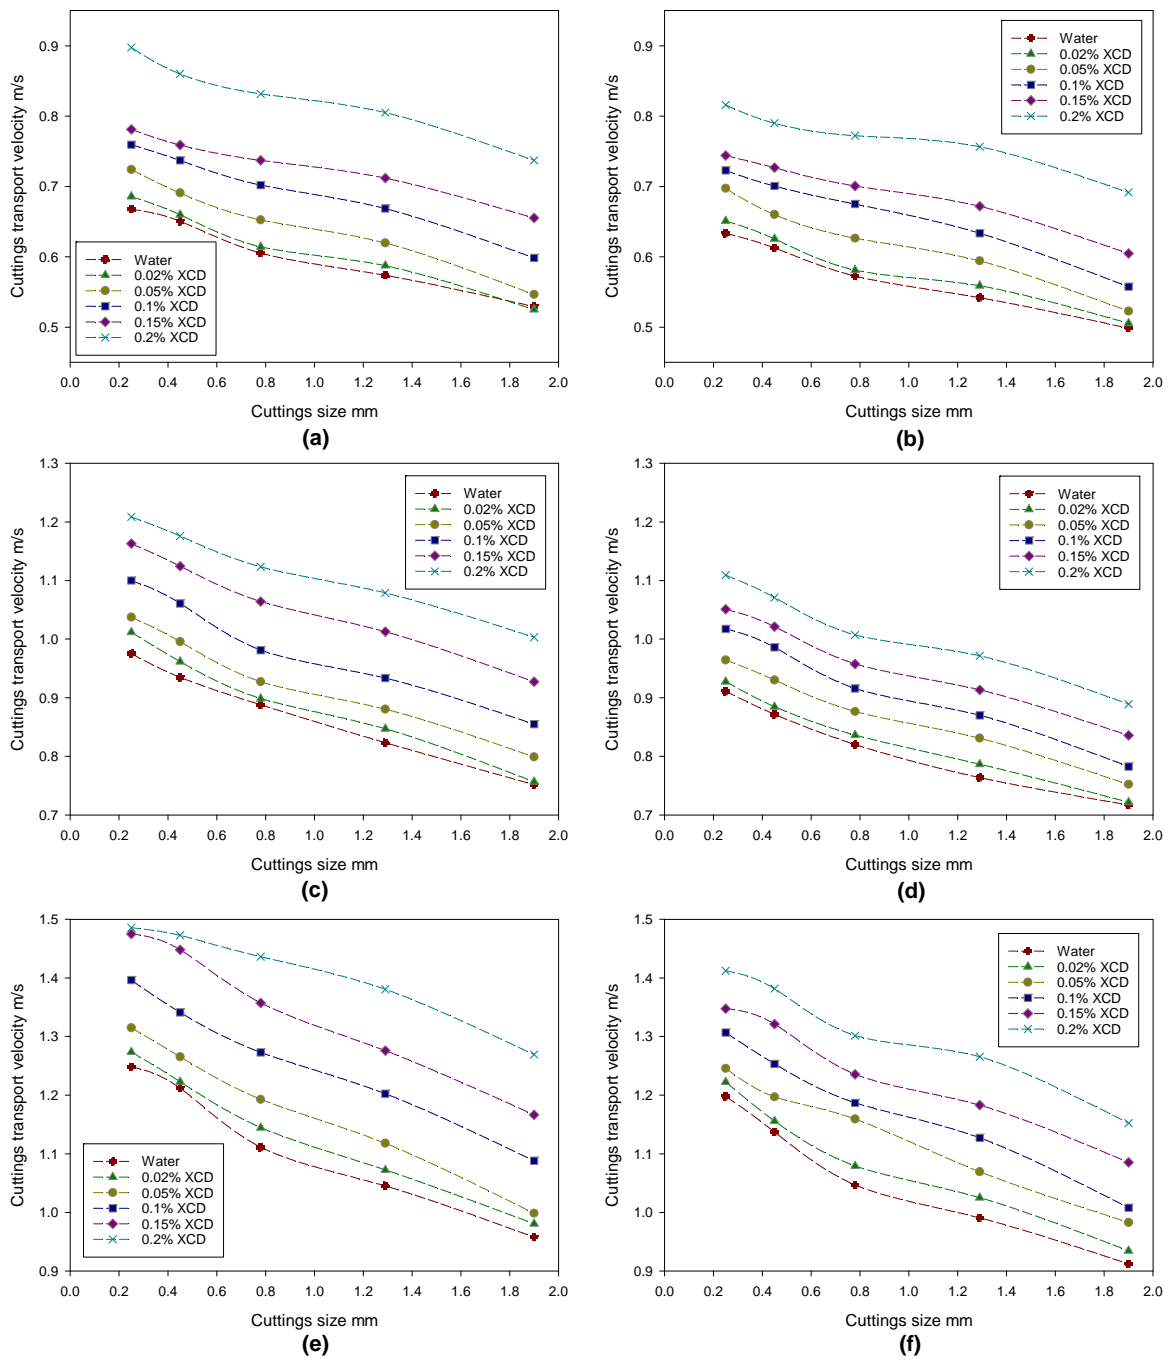 Cuttings transport velocity m/s
0.9
0.8
0.7
0.6
0.5
Water
0.02% XCD
0.05% XCD
0.1% XCD
0.15% XCD
0.2% XCD
0.0 0.2 0.4 0.6 0.8 1.0 1.2 1.4 1.6 1.8 2.0
Cuttings size mm
(a)
Cuttings transport velocity m/s
0.9
0.8
0.7
0.6
0.5
Water
0.02% XCD
0.05% XCD
0.1% XCD
0.15% XCD
0.2% XCD
0.0 0.2 0.4 0.6 0.8 1.0 1.2 1.4 1.6 1.8 2.0
Cuttings size mm
(b)
Cuttings transport velocity m/s
1.3
1.2
1.1
1.0
0.9
0.8
0.7
Water
0.02% XCD
0.05% XCD
0.1% XCD
0.15% XCD
0.2% XCD
0.0 0.2 0.4 0.6 0.8 1.0 1.2 1.4 1.6 1.8 2.0
Cuttings size mm
(c)
Cuttings transport velocity m/s
1.3
1.2
1.1
1.0
0.9
0.8
0.7
Water
0.02% XCD
0.05% XCD
0.1% XCD
0.15% XCD
0.2% XCD
0.0 0.2 0.4 0.6 0.8 1.0 1.2 1.4 1.6 1.8 2.0
Cuttings size mm
(d)
Cuttings transport velocity m/s
1.5
1.4
1.3
1.2
1.1
1.0
0.9
Water
0.02% XCD
0.05% XCD
0.1% XCD
0.15% XCD
0.2% XCD
0.0 0.2 0.4 0.6 0.8 1.0 1.2 1.4 1.6 1.8 2.0
Cuttings size mm
(e)
Cuttings transport velocity m/s
1.5
1.4
1.3
1.2
1.1
1.0
0.9
Water
0.02% XCD
0.05% XCD
0.1% XCD
0.15% XCD
0.2% XCD
0.0 0.2 0.4 0.6 0.8 1.0 1.2 1.4 1.6 1.8 2.0
Cuttings size mm
(f)